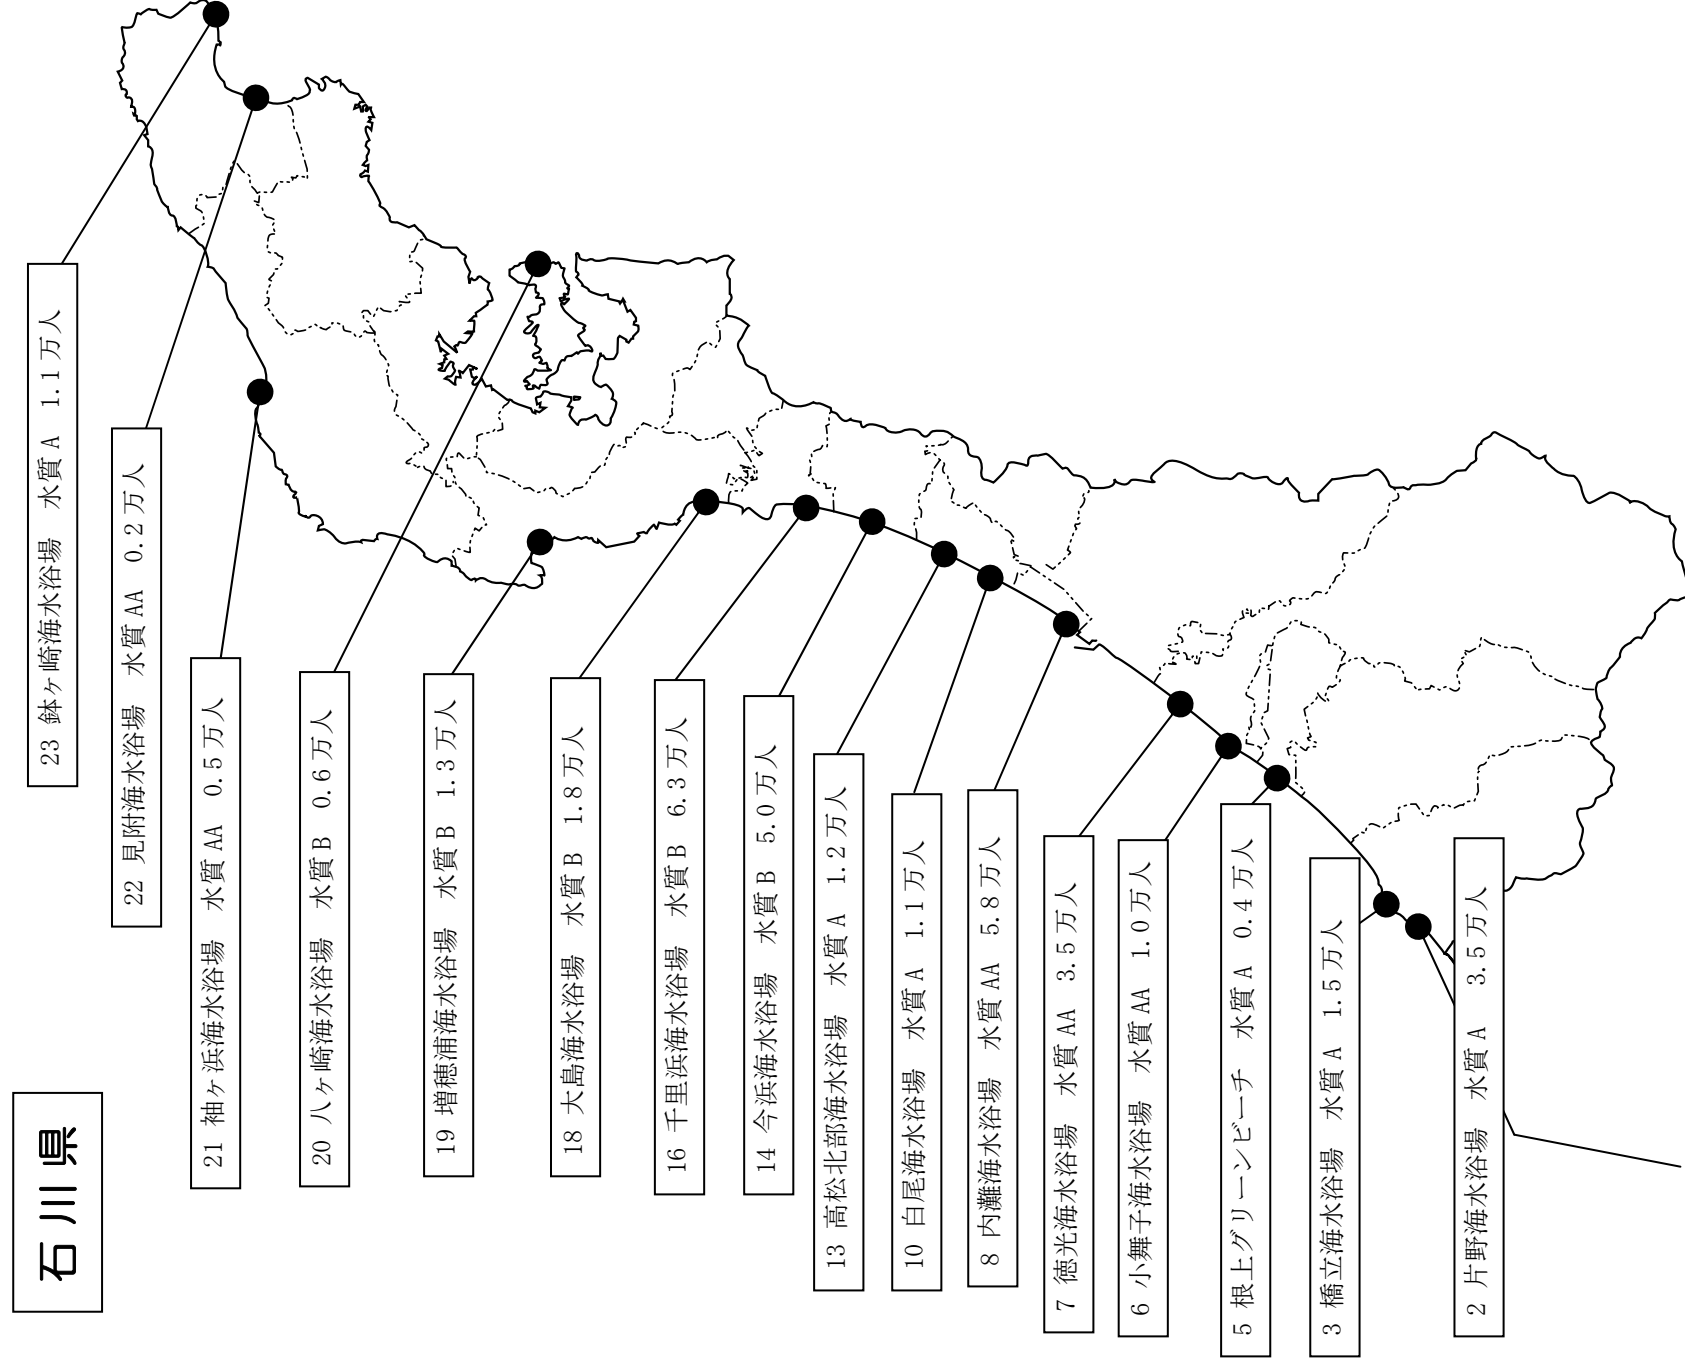 石川県
23 鉢ヶ崎海水浴場　水質A　1.1万人
22 見附海水浴場　水質AA　0.2万人
21 袖ヶ浜海水浴場　水質AA　0.5万人
20 八ヶ崎海水浴場　水質B　0.6万人
19 増穂浦海水浴場　水質B　1.3万人
18 大島海水浴場　水質B　1.8万人
16 千里浜海水浴場　水質B　6.3万人
14 今浜海水浴場　水質B　5.0万人
13 高松北部海水浴場　水質A　1.2万人
10 白尾海水浴場　水質A　1.1万人
8 内灘海水浴場　水質AA　5.8万人
7 徳光海水浴場　水質AA　3.5万人
6 小舞子海水浴場　水質AA　1.0万人
5 根上グリーンビーチ　水質A　0.4万人
3 橋立海水浴場　水質A　1.5万人
2 片野海水浴場　水質A　3.5万人